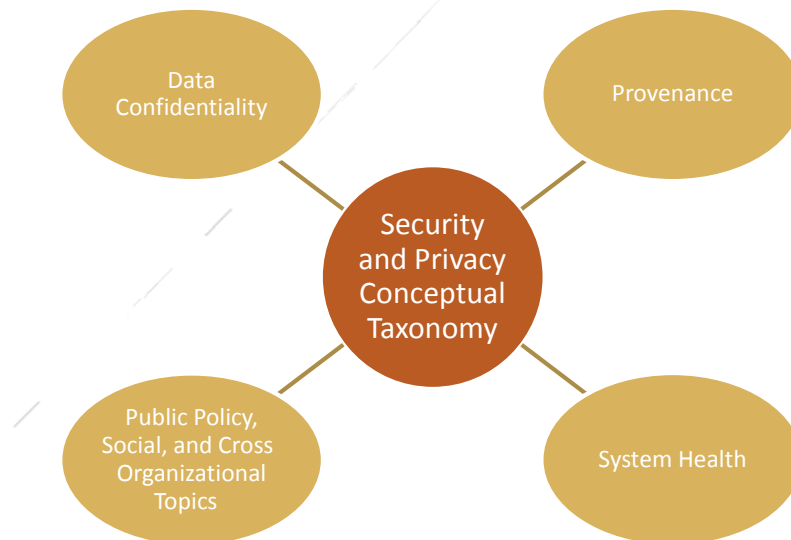 Data
Confidentiality
Provenance
Security
and Privacy
Conceptual
Taxonomy
Public Policy,
Social, and Cross
Organizational
Topics
System Health